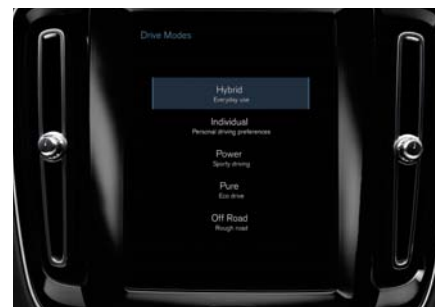 Drive Modes
Hybrid
Everyday use
Individual
Personal driving preferences
Power
Sporty driving
Pure
Eco drive
Off Road
Rough road